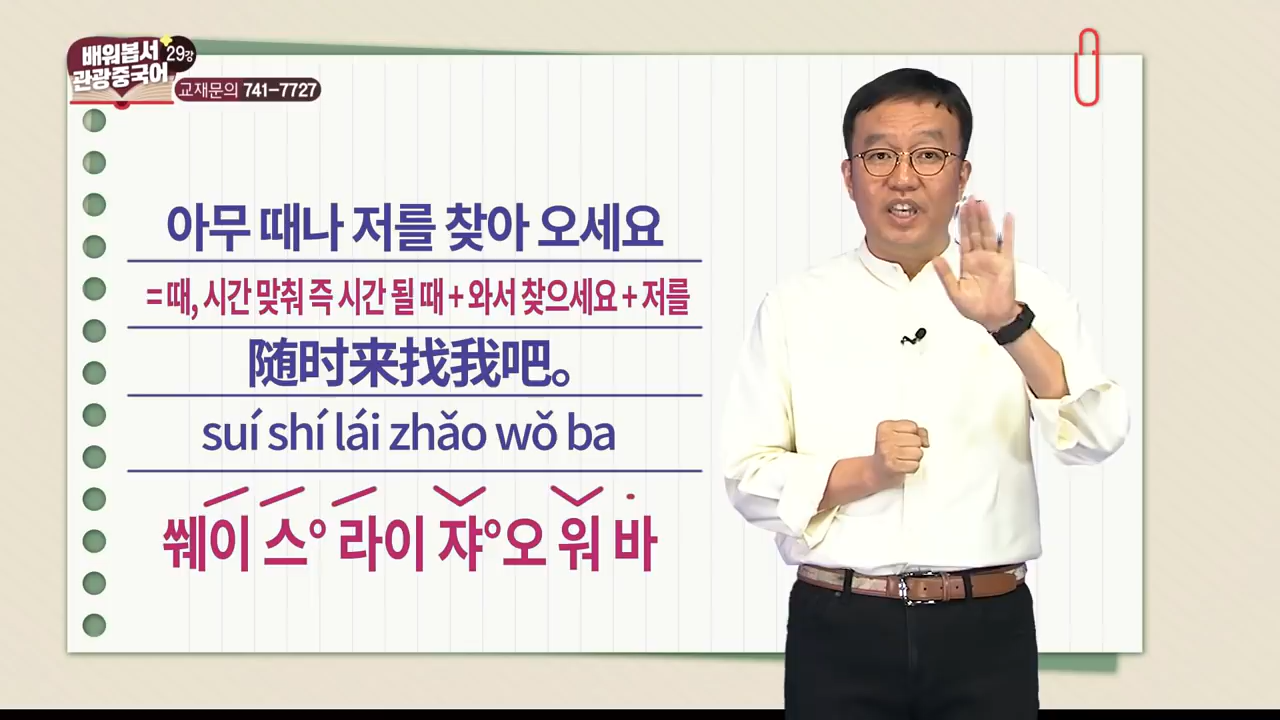 배워봅서 29강
관광중국어
교재문의 741-7727
아무 때나 저를 찾아 오세요
= 때, 시간 맞춰 즉 시간 될 때 + 와서 찾으세요 + 저를
随时来找我吧。
suí shí lái zhǎo wǒ ba
쒜이 스° 라이 쟈°오 워 바